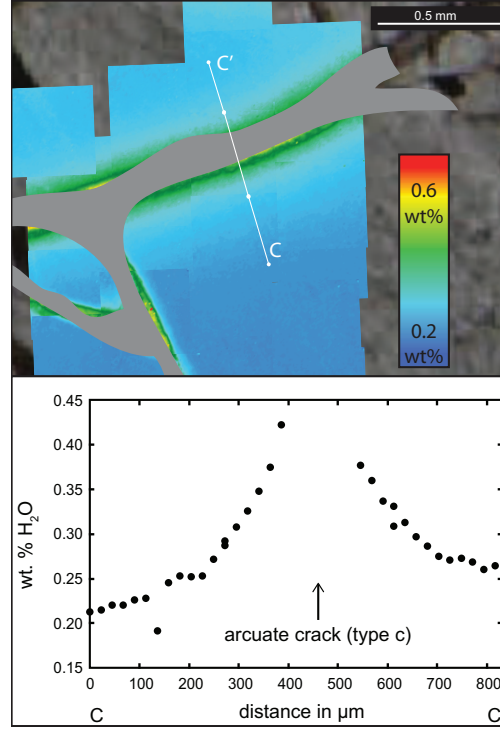 0.5 mm
C'
0.6
wt%
C
0.2
wt%
0.45
0.40
0.35
0.30
0.25
0.20
0.15
wt. % H₂O
arcuate crack (type c)
0 100 200 300 400 500 600 700 800
C distance in μm C